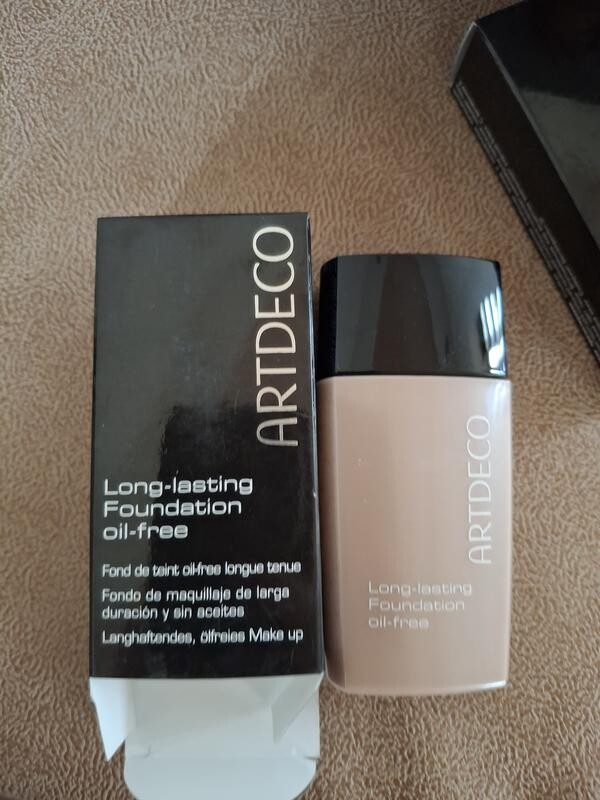 ARTDECO
Long-lasting
Foundation
oil-free
Fond de teint oil-free longue tenue
Fondo de maquillaje de larga
duración y sin aceites
Langhaftendes, ölfreies Make up
ARTDECO
Long-lasting
Foundation
oil-free